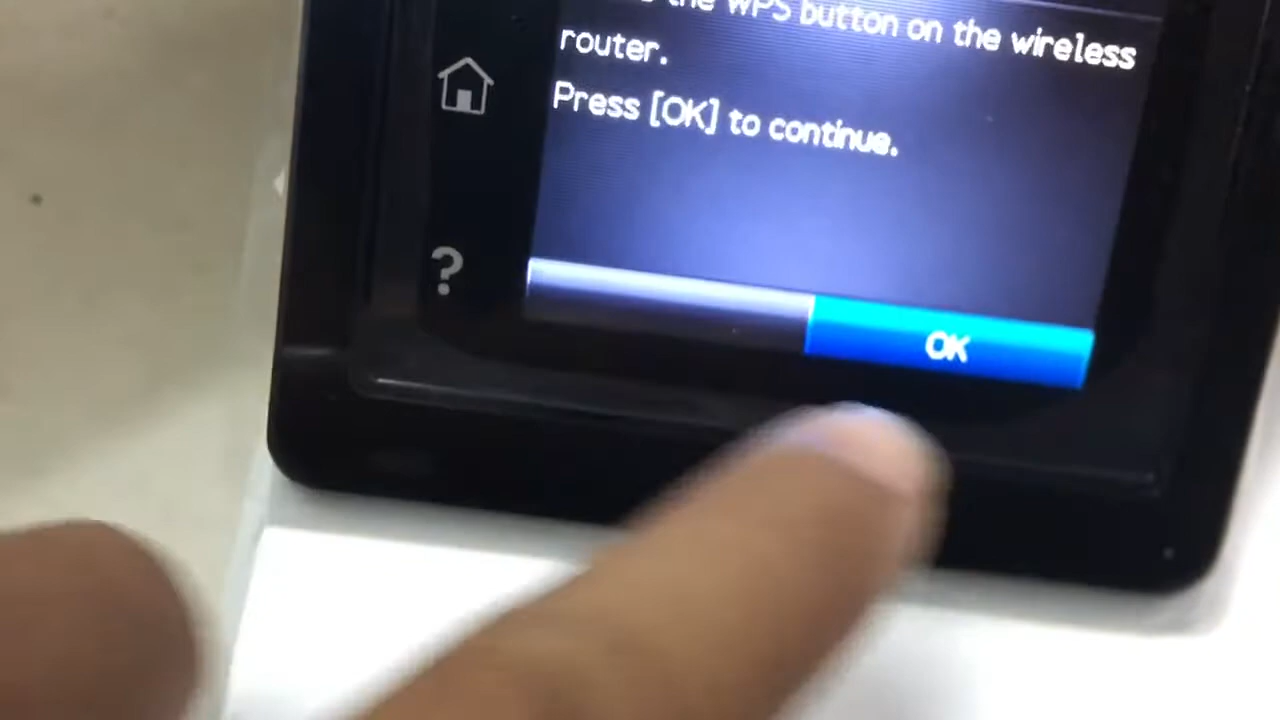 the WPS button on the wireless
router.
Press [OK] to continue.
?
OK